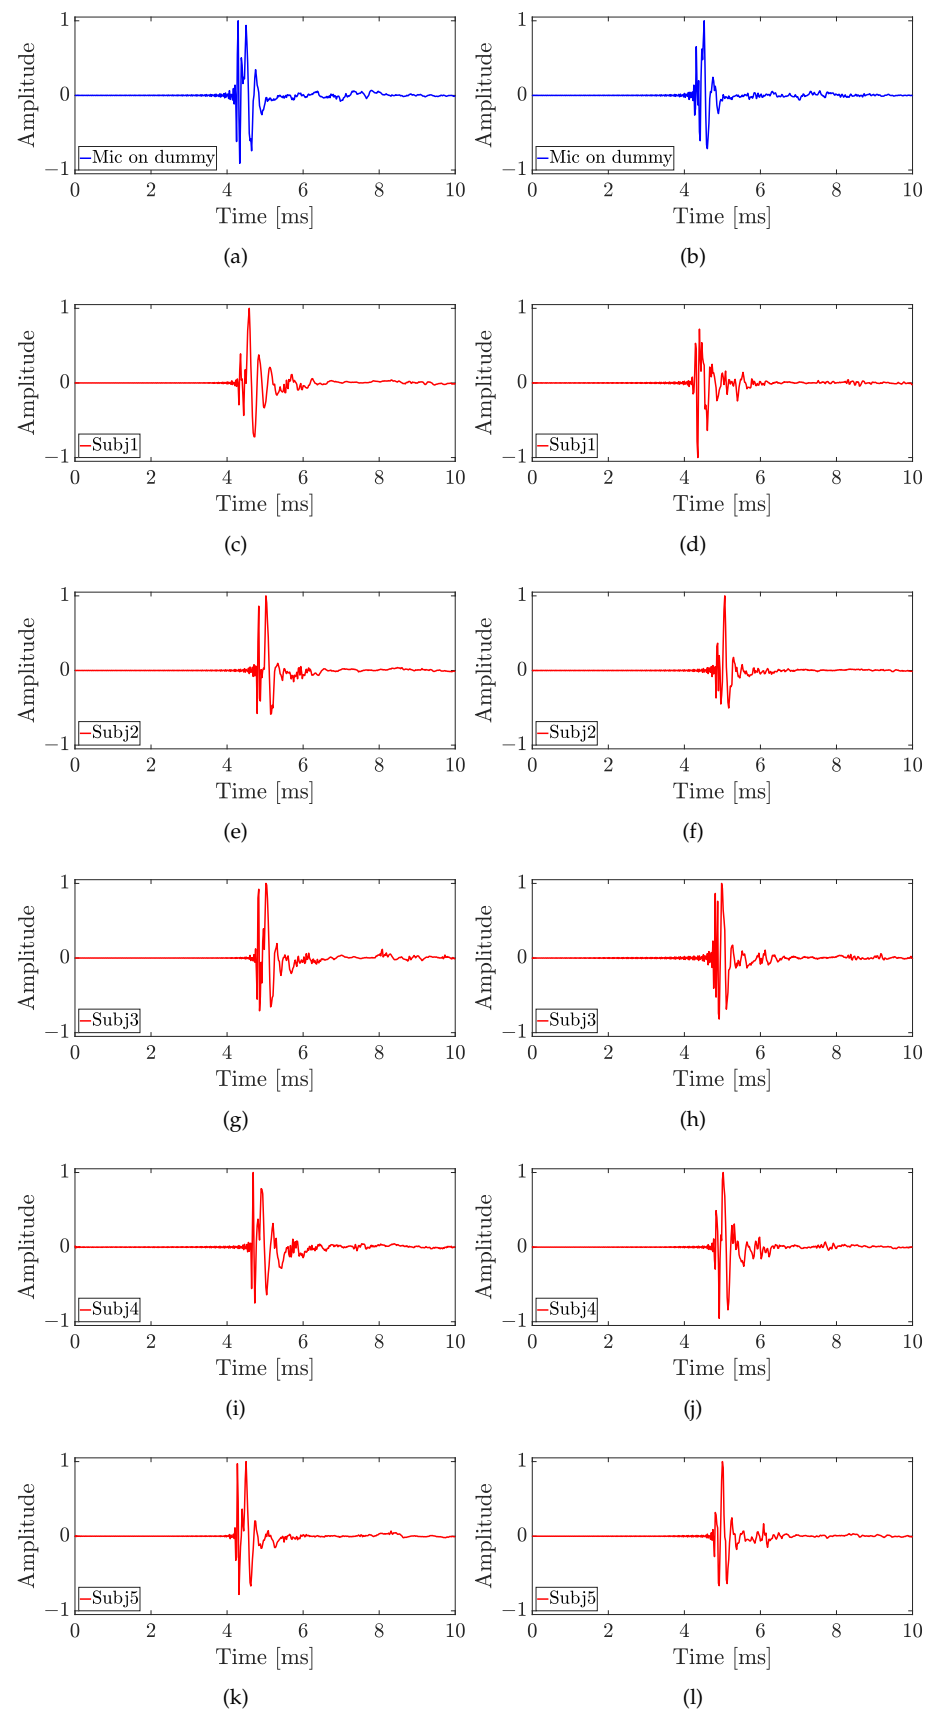 1
0
−1
Amplitude
Mic on dummy
0 2 4 6 8 10
Time [ms]
(a)
1
0
−1
Amplitude
Mic on dummy
0 2 4 6 8 10
Time [ms]
(b)
1
0
−1
Amplitude
Subj1
0 2 4 6 8 10
Time [ms]
(c)
1
0
−1
Amplitude
Subj1
0 2 4 6 8 10
Time [ms]
(d)
1
0
−1
Amplitude
Subj2
0 2 4 6 8 10
Time [ms]
(e)
1
0
−1
Amplitude
Subj2
0 2 4 6 8 10
Time [ms]
(f)
1
0
−1
Amplitude
Subj3
0 2 4 6 8 10
Time [ms]
(g)
1
0
−1
Amplitude
Subj3
0 2 4 6 8 10
Time [ms]
(h)
1
0
−1
Amplitude
Subj4
0 2 4 6 8 10
Time [ms]
(i)
1
0
−1
Amplitude
Subj4
0 2 4 6 8 10
Time [ms]
(j)
1
0
−1
Amplitude
Subj5
0 2 4 6 8 10
Time [ms]
(k)
1
0
−1
Amplitude
Subj5
0 2 4 6 8 10
Time [ms]
(l)